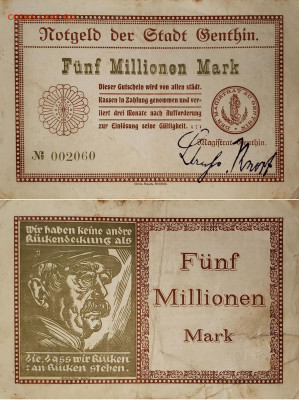 Notgeld der Stadt Genthin.
Fünf Millionen Mark
Dieser Gutschein wird von allen städt.
Kassen in Zahlung genommen und ver-
liert drei Monate nach Aufforderung
zur Einlösung seine Gültigkeit.
Magistrat Genthin.
№ 002060
Wir haben keine andre
Rückendeckung als
die, dass wir Rücken
an Rücken stehen.
Fünf
Millionen
Mark